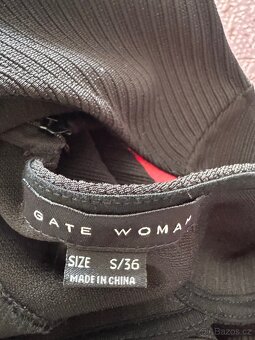 GATE WOMAN
SIZE S/36
MADE IN CHINA
Bazos.cz